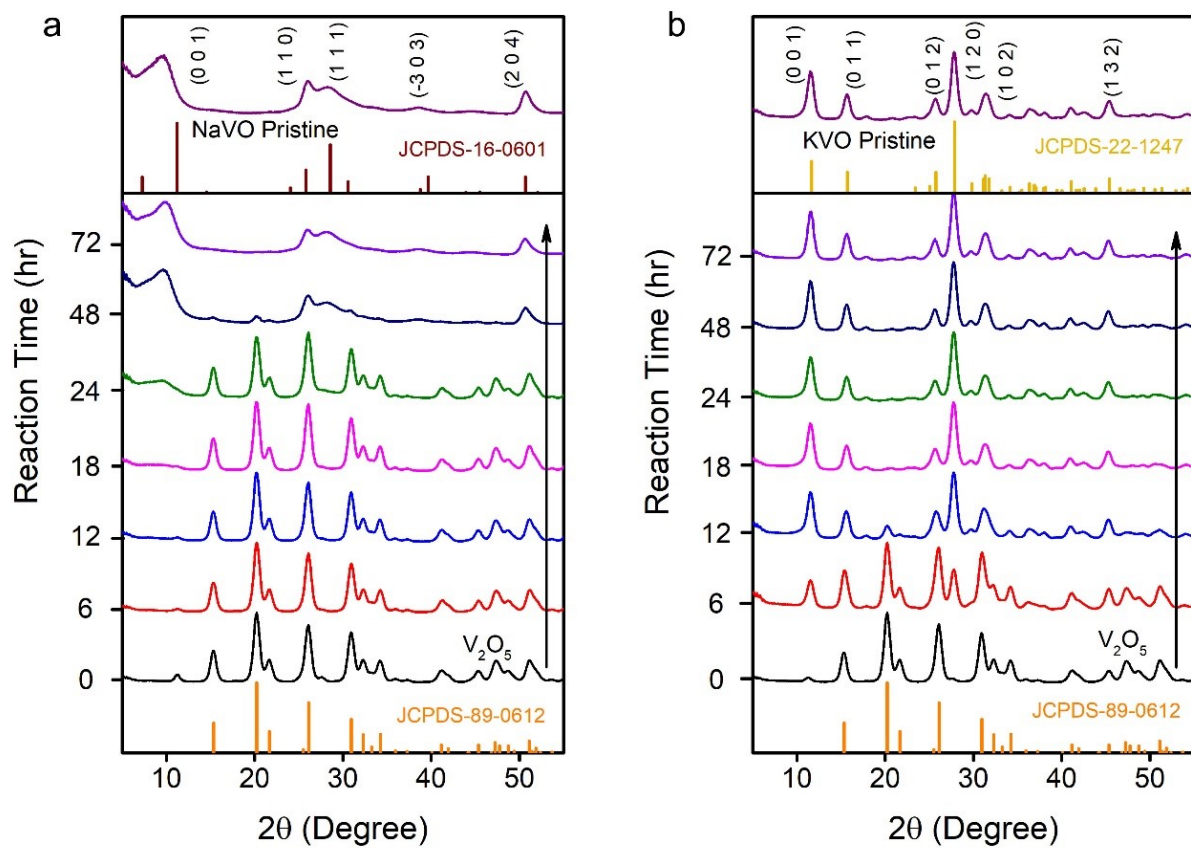 a
(0 0 1)
(1 1 0)
(1 1 1)
(-3 0 3)
(2 0 4)
NaVO Pristine
JCPDS-16-0601
Reaction Time (hr)
72
48
24
18
12
6
0
V₂O₅
JCPDS-89-0612
10
20
30
40
50
2θ (Degree)
b
(0 0 1)
(0 1 1)
(0 1 2)
(1 2 0)
(1 0 2)
(1 3 2)
KVO Pristine
JCPDS-22-1247
Reaction Time (hr)
72
48
24
18
12
6
0
V₂O₅
JCPDS-89-0612
10
20
30
40
50
2θ (Degree)